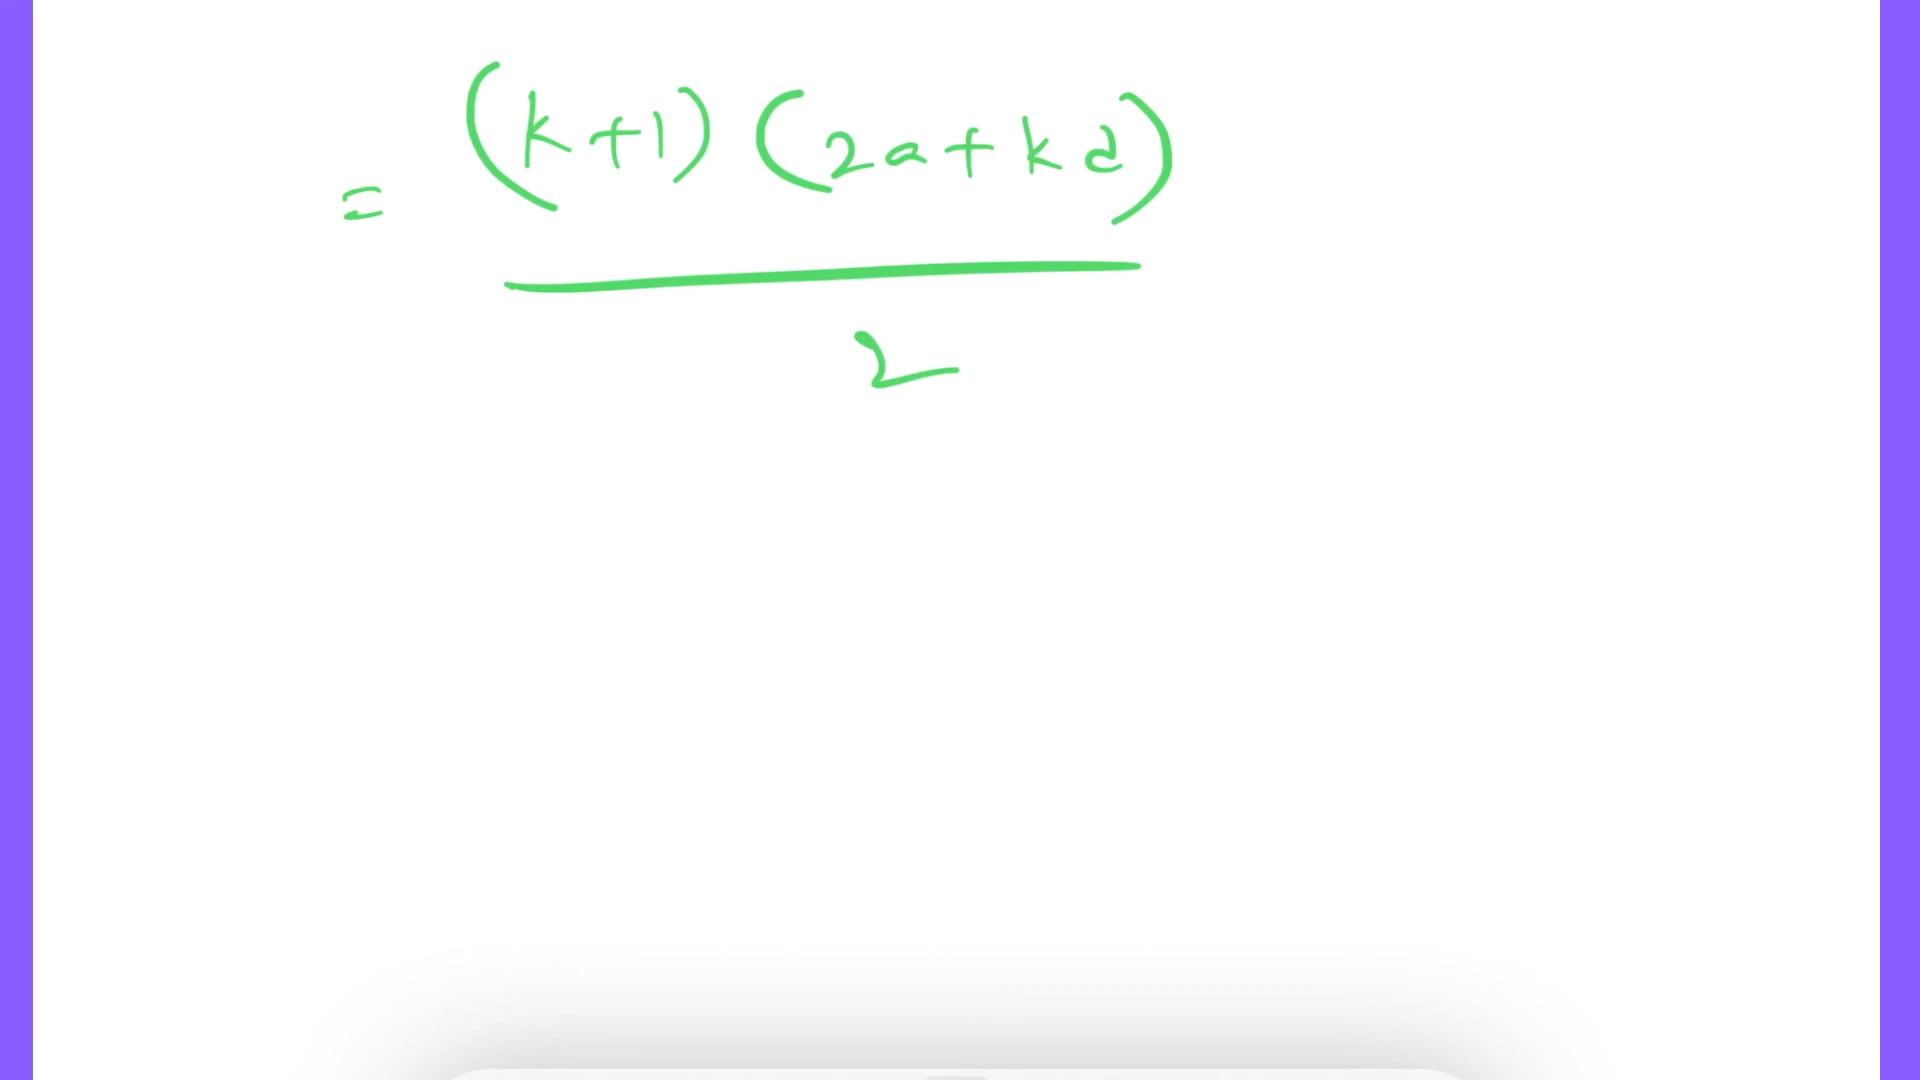 = (k+1) (2a+kd)
2